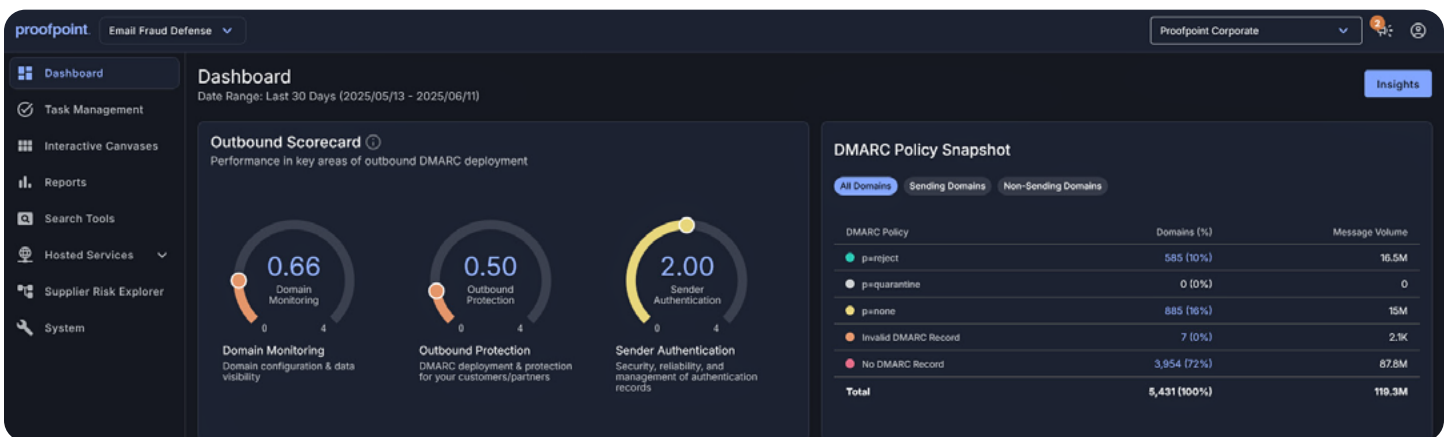 proofpoint.
Email Fraud Defense
Proofpoint Corporate
2
Dashboard
Task Management
Interactive Canvases
Reports
Search Tools
Hosted Services
Supplier Risk Explorer
System
Dashboard
Date Range: Last 30 Days (2025/05/13 - 2025/06/11)
Insights
Outbound Scorecard
Performance in key areas of outbound DMARC deployment
0.66
Domain
Monitoring
0 4
Domain Monitoring
Domain configuration & data
visibility
0.50
Outbound
Protection
0 4
Outbound Protection
DMARC deployment & protection
for your customers/partners
2.00
Sender
Authentication
0 4
Sender Authentication
Security, reliability, and
management of authentication
records
DMARC Policy Snapshot
All Domains Sending Domains Non-Sending Domains
DMARC Policy Domains (%) Message Volume
p=reject 585 (10%) 16.5M
p=quarantine 0 (0%) 0
p=none 885 (16%) 15M
Invalid DMARC Record 7 (0%) 2.1K
No DMARC Record 3,954 (72%) 87.8M
Total 5,431 (100%) 119.3M